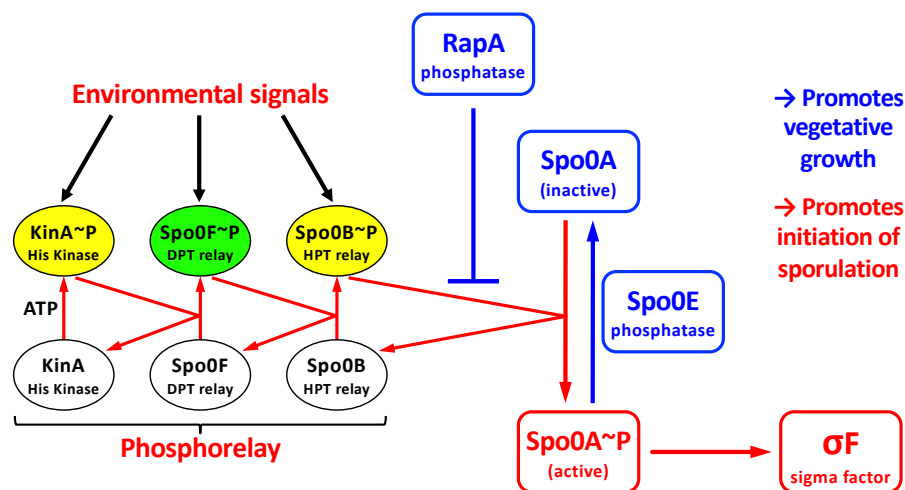 RapA
phosphatase
Environmental signals
→ Promotes
vegetative
growth
Spo0A
(inactive)
→ Promotes
initiation of
sporulation
KinA~P
His Kinase
Spo0F~P
DPT relay
Spo0B~P
HPT relay
ATP
Spo0E
phosphatase
KinA
His Kinase
Spo0F
DPT relay
Spo0B
HPT relay
Phosphorelay
Spo0A~P
(active)
σF
sigma factor